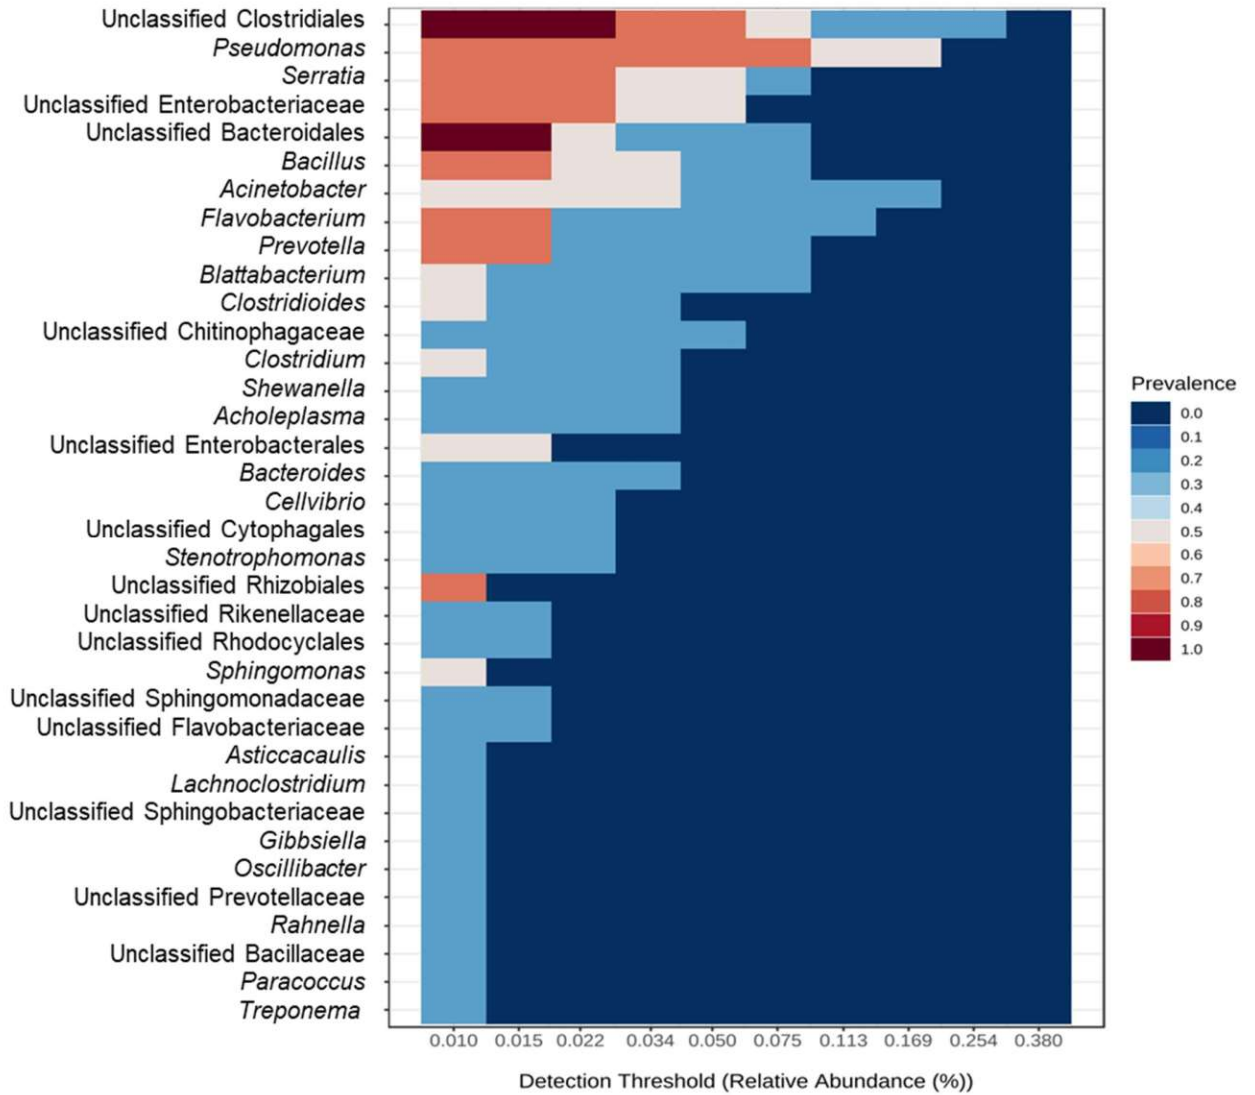 Unclassified Clostridiales
Pseudomonas
Serratia
Unclassified Enterobacteriaceae
Unclassified Bacteroidales
Bacillus
Acinetobacter
Flavobacterium
Prevotella
Blattabacterium
Clostridioides
Unclassified Chitinophagaceae
Clostridium
Shewanella
Acholeplasma
Unclassified Enterobacterales
Bacteroides
Cellvibrio
Unclassified Cytophagales
Stenotrophomonas
Unclassified Rhizobiales
Unclassified Rikenellaceae
Unclassified Rhodocyclales
Sphingomonas
Unclassified Sphingomonadaceae
Unclassified Flavobacteriaceae
Asticcacaulis
Lachnoclostridium
Unclassified Sphingobacteriaceae
Gibbsiella
Oscillibacter
Unclassified Prevotellaceae
Rahnella
Unclassified Bacillaceae
Paracoccus
Treponema
0.010 0.015 0.022 0.034 0.050 0.075 0.113 0.169 0.254 0.380
Detection Threshold (Relative Abundance (%))
Prevalence
0.0
0.1
0.2
0.3
0.4
0.5
0.6
0.7
0.8
0.9
1.0